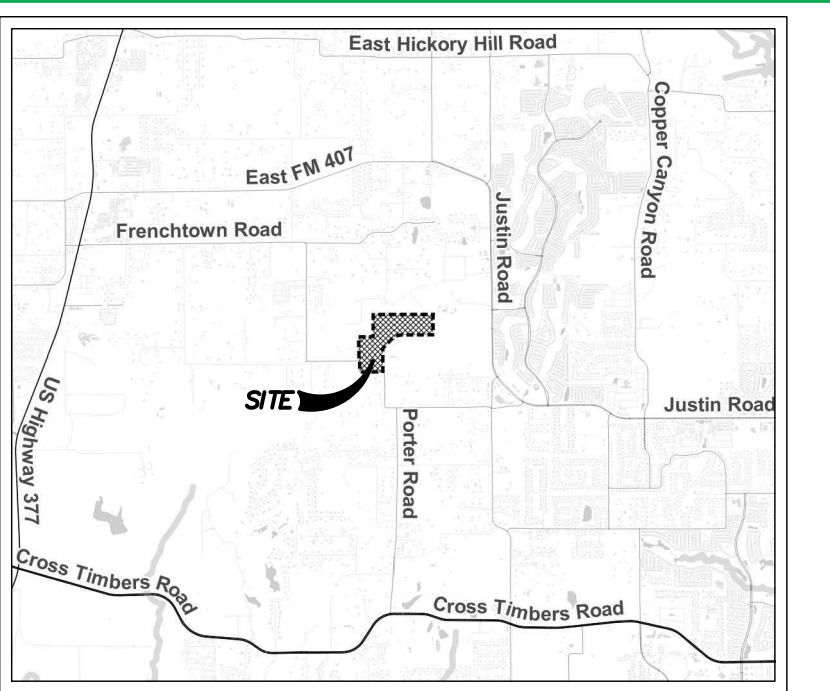 East Hickory Hill Road
Copper Canyon Road
East FM 407
Justin Road
Frenchtown Road
SITE
US Highway 377
Justin Road
Porter Road
Cross Timbers Road
Cross Timbers Road